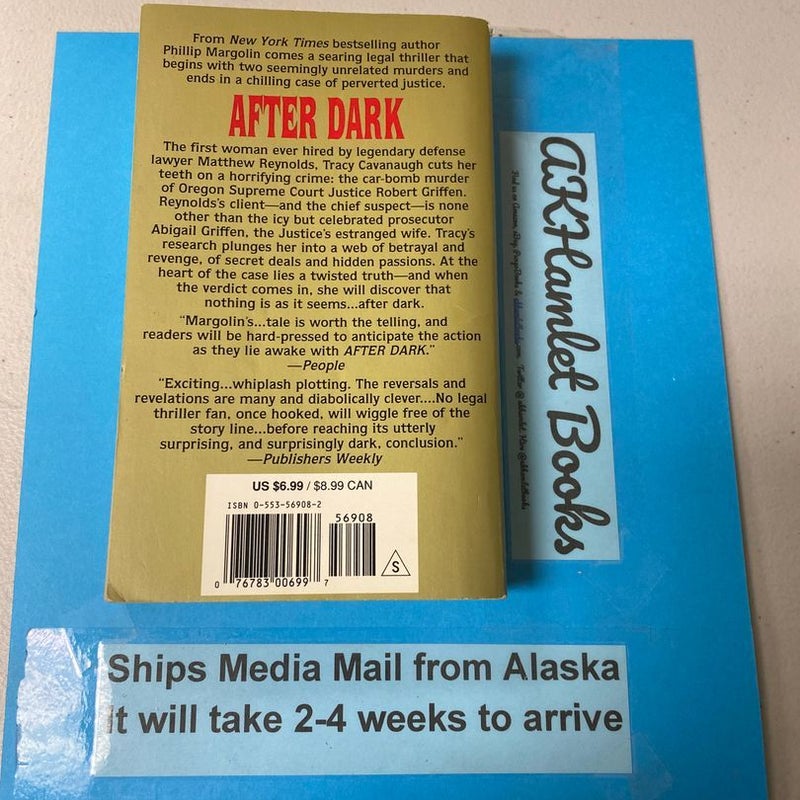 From New York Times bestselling author
Phillip Margolin comes a searing legal thriller that
begins with two seemingly unrelated murders and
ends in a chilling case of perverted justice.
AFTER DARK
The first woman ever hired by legendary defense
lawyer Matthew Reynolds, Tracy Cavanaugh cuts her
teeth on a horrifying crime: the car-bomb murder
of Oregon Supreme Court Justice Robert Griffen.
Reynolds's client—and the chief suspect—is none
other than the icy but celebrated prosecutor
Abigail Griffen, the Justice's estranged wife. Tracy's
research plunges her into a web of betrayal and
revenge, of secret deals and hidden passions. At the
heart of the case lies a twisted truth—and when
the verdict comes in, she will discover that
nothing is as it seems...after dark.
"Margolin's...tale is worth the telling, and
readers will be hard-pressed to anticipate the action
as they lie awake with AFTER DARK."
—People
"Exciting...whiplash plotting. The reversals and
revelations are many and diabolically clever....No legal
thriller fan, once hooked, will wiggle free of the
story line...before reaching its utterly
surprising, and surprisingly dark, conclusion."
—Publishers Weekly
US $6.99 / $8.99 CAN
ISBN 0-553-56908-2
56908
0 76783 00699 7
S
AKHamlet Books
Ships Media Mail from Alaska
It will take 2-4 weeks to arrive